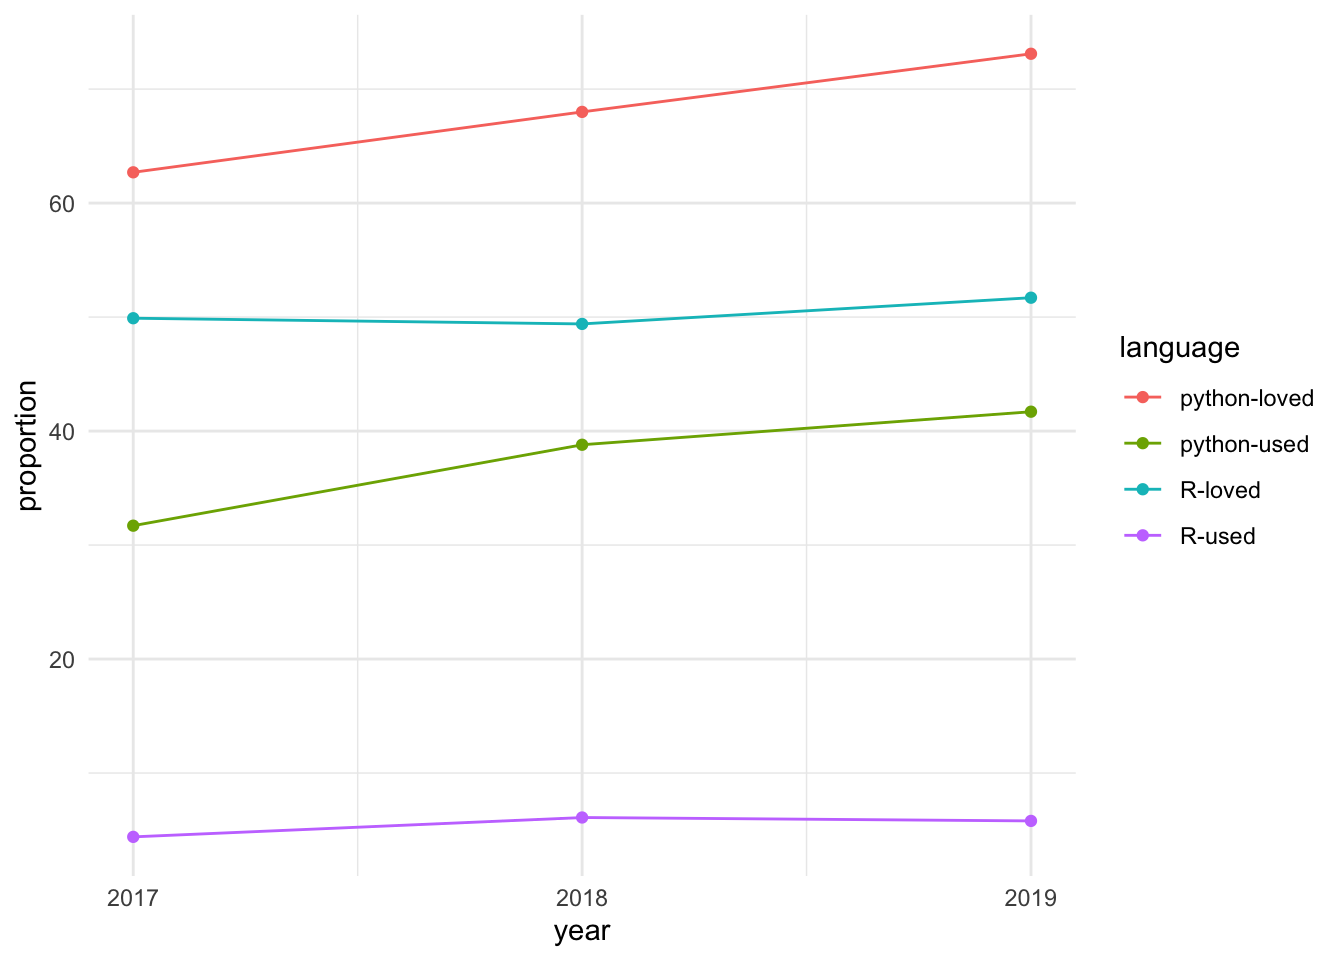 proportion
60
40
20
2017
2018
2019
year
language
python-loved
python-used
R-loved
R-used